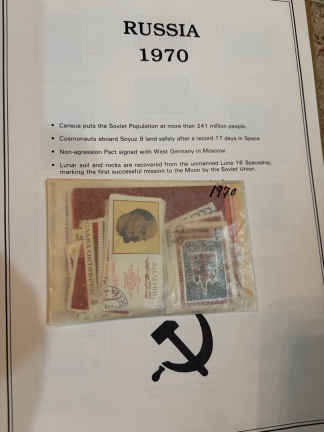 RUSSIA
1970
• Census puts the Soviet Population at more than 241 million people.
• Cosmonauts aboard Soyuz 9 land safely after a record 17 days in Space.
• Non-agression Pact signed with West Germany in Moscow.
• Lunar soil and rocks are recovered from the unmanned Luna 16 Spaceship,
marking the first successful mission to the Moon by the Soviet Union.
1970